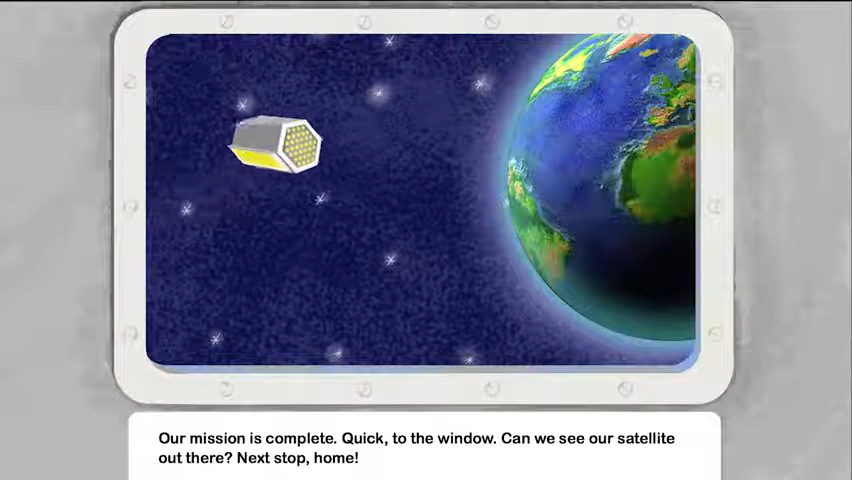 Our mission is complete. Quick, to the window. Can we see our satellite
out there? Next stop, home!